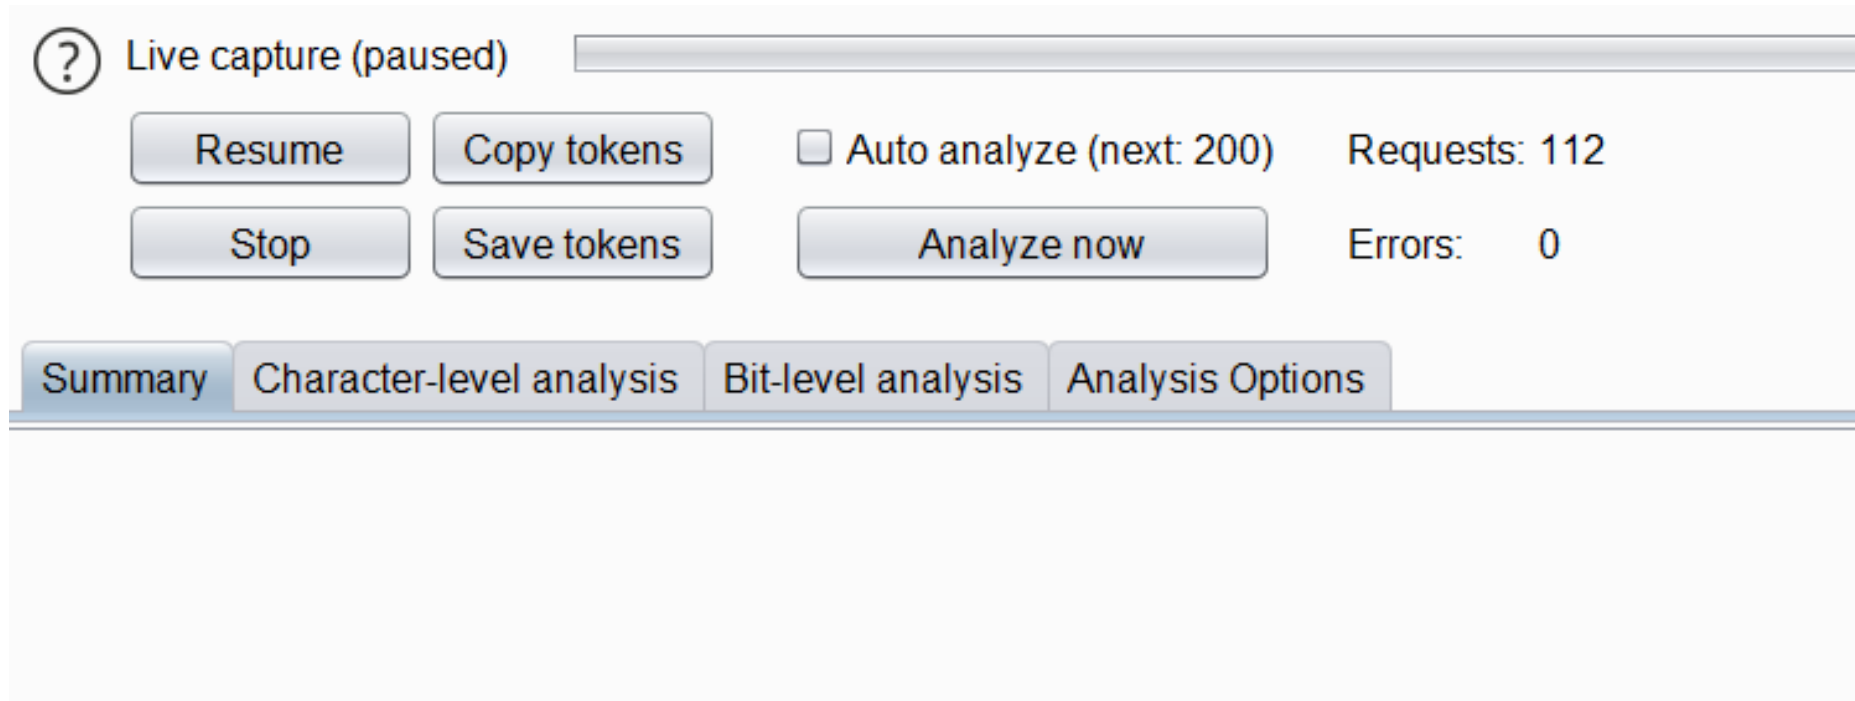 ? Live capture (paused)
Resume Copy tokens Auto analyze (next: 200) Requests: 112
Stop Save tokens Analyze now Errors: 0
Summary Character-level analysis Bit-level analysis Analysis Options